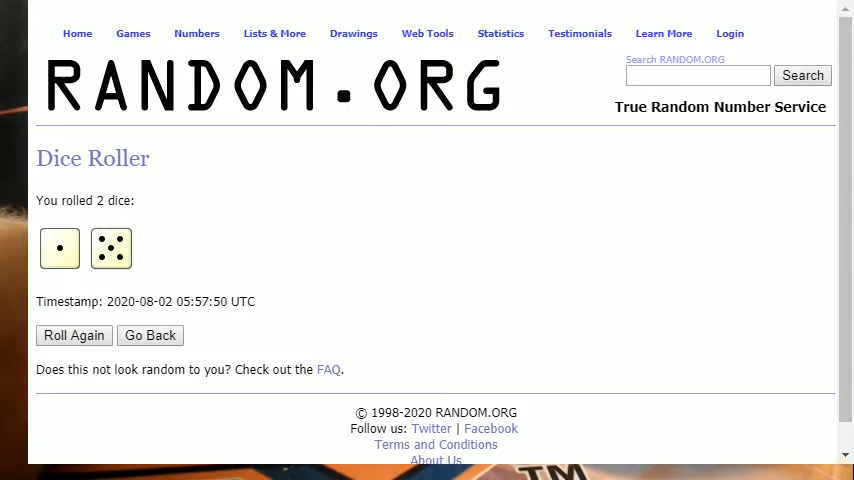 Home Games Numbers Lists & More Drawings Web Tools Statistics Testimonials Learn More Login
RANDOM.ORG
Search RANDOM.ORG
Search
True Random Number Service
Dice Roller
You rolled 2 dice:
Timestamp: 2020-08-02 05:57:50 UTC
Roll Again Go Back
Does this not look random to you? Check out the FAQ.
© 1998-2020 RANDOM.ORG
Follow us: Twitter | Facebook
Terms and Conditions
About Us
TM